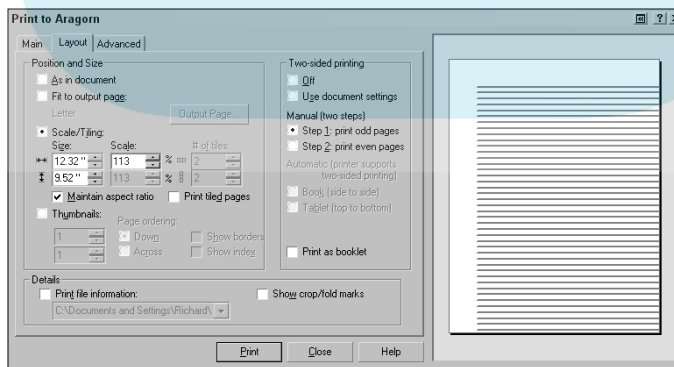 Print to Aragorn
Main Layout Advanced
Position and Size
As in document
Fit to output page:
Letter Output Page...
Scale/Tiling:
Size: Scale: # of tiles:
12.32 " 113 % 2
9.52 " 113 % 2
Maintain aspect ratio Print tiled pages
Thumbnails: Page ordering:
1 Down Show borders
1 Across Show index
Two-sided printing
Off
Use document settings
Manual (two steps)
Step 1: print odd pages
Step 2: print even pages
Automatic (printer supports
two-sided printing)
Book (side to side)
Tablet (top to bottom)
Print as booklet
Details
Print file information: Show crop/fold marks
C:\Documents and Settings\Richard\
Print Close Help